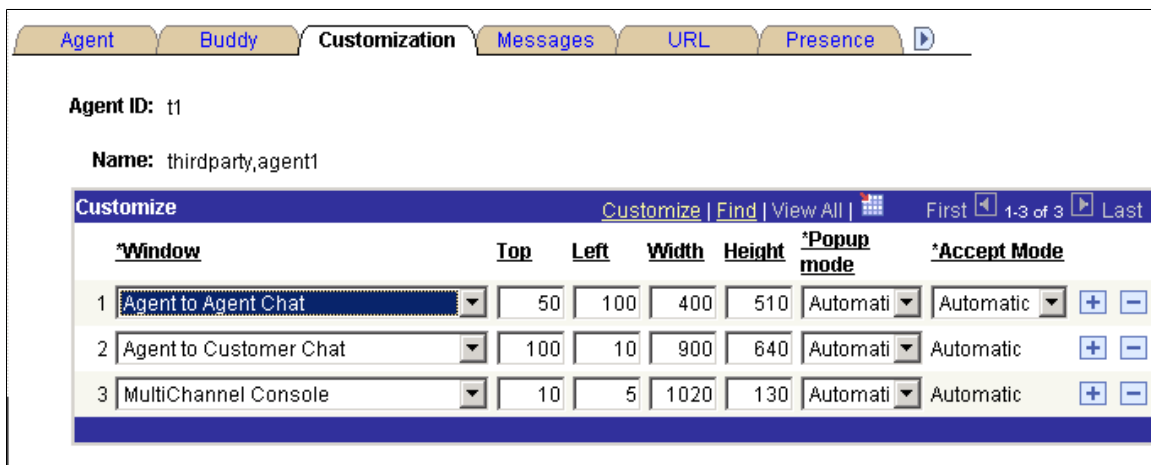 Agent Buddy Customization Messages URL Presence
Agent ID: t1
Name: thirdparty,agent1
Customize Customize | Find | View All | First 1-3 of 3 Last
*Window Top Left Width Height *Popup mode *Accept Mode
1 Agent to Agent Chat 50 100 400 510 Automati Automatic + -
2 Agent to Customer Chat 100 10 900 640 Automati Automatic + -
3 MultiChannel Console 10 5 1020 130 Automati Automatic + -